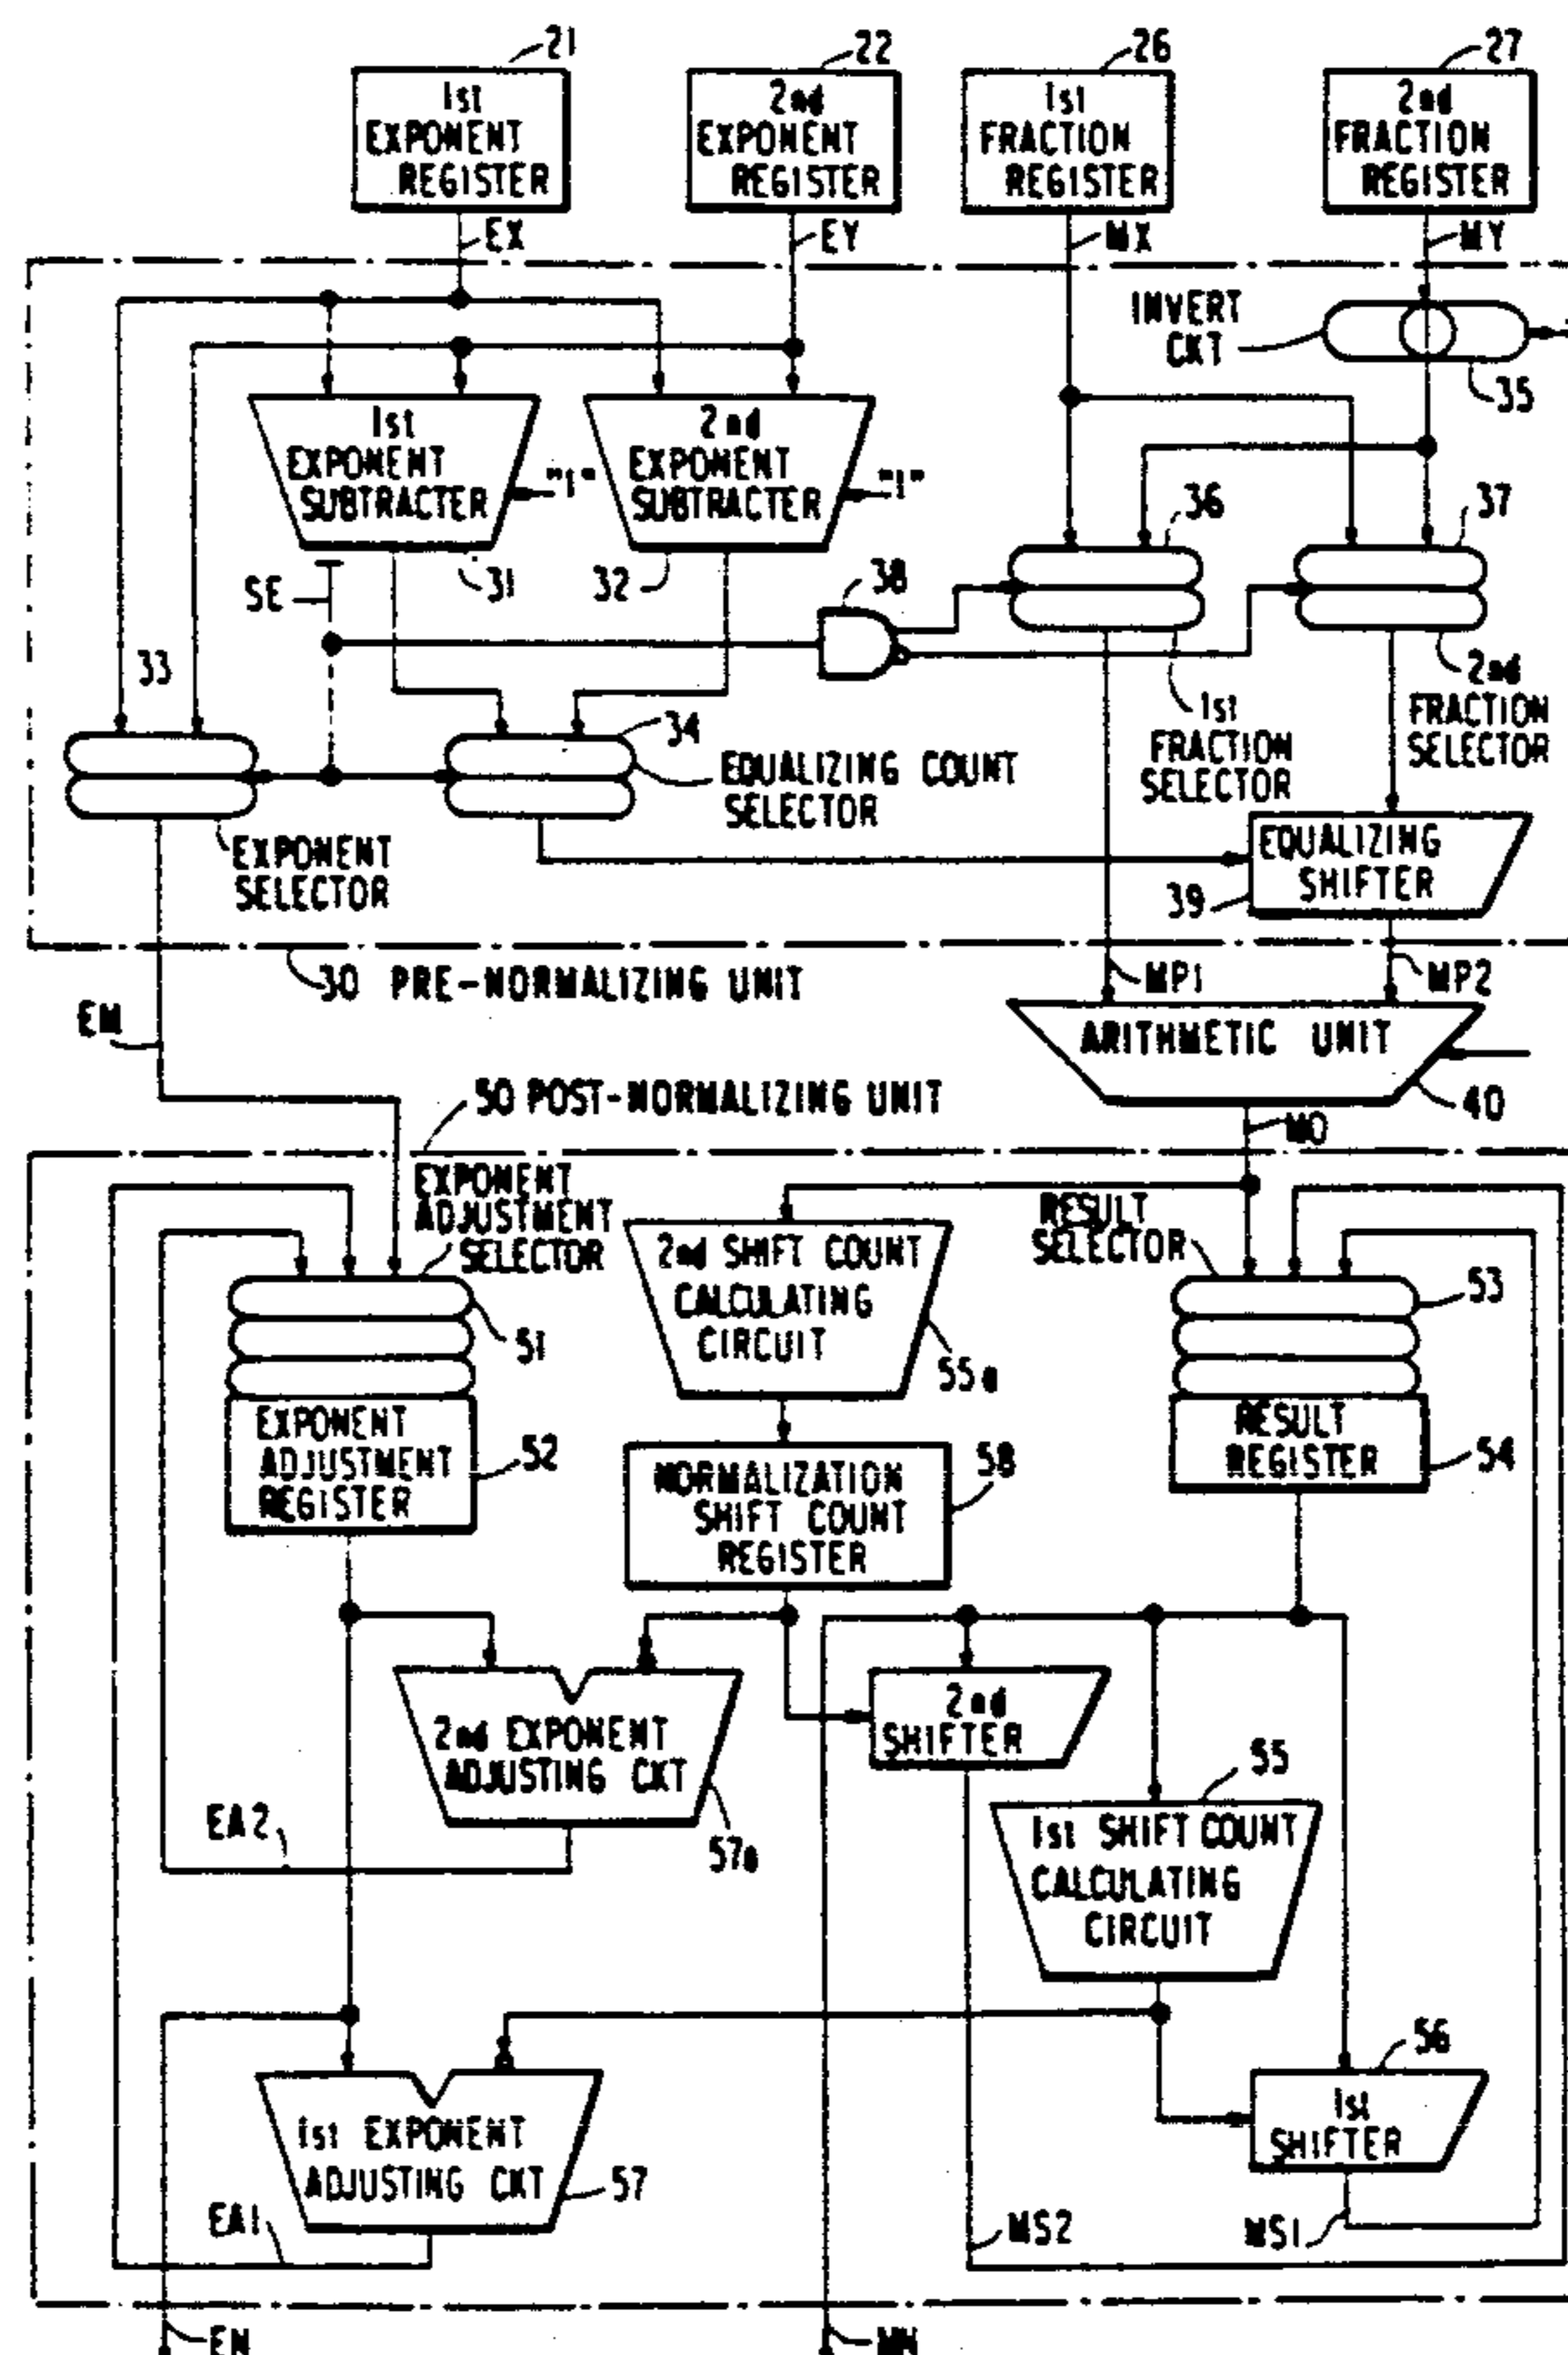 21
22
26
27
1st
EXPONENT
REGISTER
2nd
EXPONENT
REGISTER
1st
FRACTION
REGISTER
2nd
FRACTION
REGISTER
EX
EY
MX
MY
INVERT
CKT
35
1st
EXPONENT
SUBTRACTER
"1"
2nd
EXPONENT
SUBTRACTER
"1"
36
37
SE
31
32
38
33
34
EQUALIZING COUNT
SELECTOR
1st
FRACTION
SELECTOR
2nd
FRACTION
SELECTOR
EXPONENT
SELECTOR
EQUALIZING
SHIFTER
39
30 PRE-NORMALIZING UNIT
MP1
MP2
EM
ARITHMETIC UNIT
40
50 POST-NORMALIZING UNIT
MO
EXPONENT
ADJUSTMENT
SELECTOR
RESULT
SELECTOR
51
2nd SHIFT COUNT
CALCULATING
CIRCUIT
55a
53
EXPONENT
ADJUSTMENT
REGISTER
52
NORMALIZATION
SHIFT COUNT
REGISTER
58
RESULT
REGISTER
54
2nd EXPONENT
ADJUSTING CKT
57a
2nd
SHIFTER
55
EA2
1st SHIFT COUNT
CALCULATING
CIRCUIT
56
1st EXPONENT
ADJUSTING CKT
57
1st
SHIFTER
EA1
MS2
MS1
EN
MN